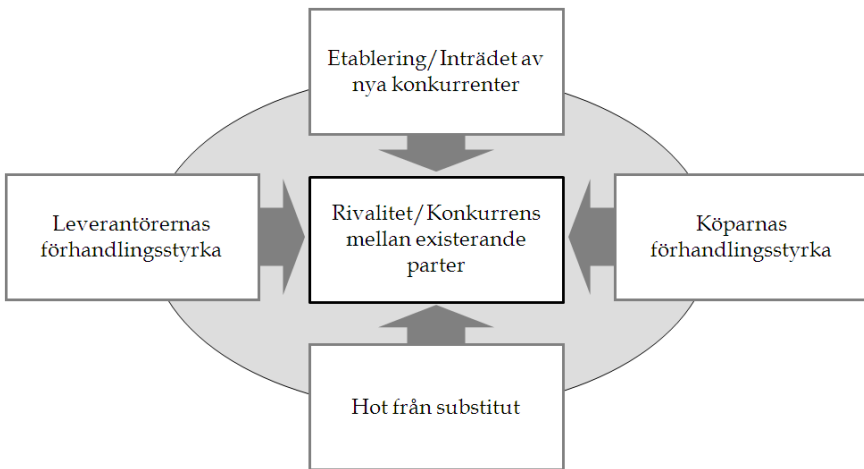 Etablering/Inträdet av
nya konkurrenter
Leverantörernas
förhandlingsstyrka
Rivalitet/Konkurrens
mellan existerande
parter
Köparnas
förhandlingsstyrka
Hot från substitut